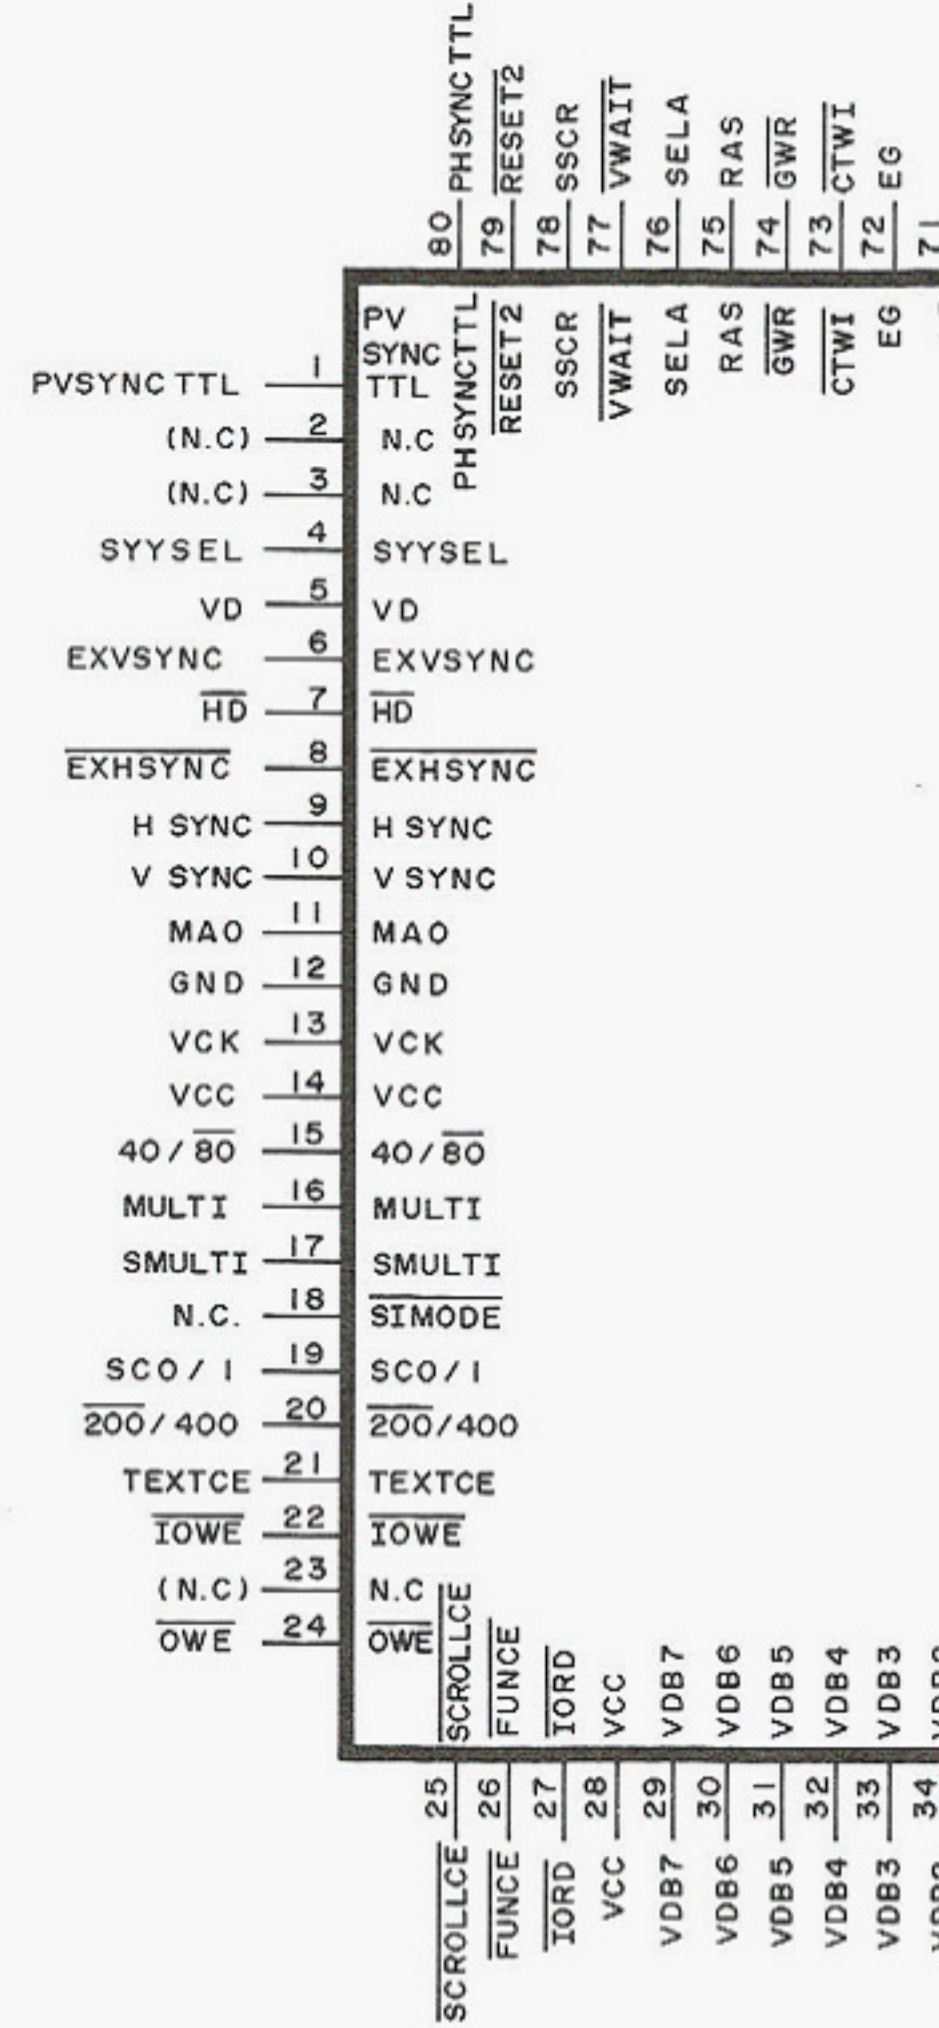 PHSYNCTTL
RESET2
SSCR
VWAIT
SELA
RAS
GWR
CTWI
EG
80
79
78
77
76
75
74
73
72
71
PHSYNCTTL
RESET2
SSCR
VWAIT
SELA
RAS
GWR
CTWI
EG
PVSYNC TTL 1 PV
SYNC
TTL
(N.C) 2 N.C
(N.C) 3 N.C
SYYSEL 4 SYYSEL
VD 5 VD
EXVSYNC 6 EXVSYNC
HD 7 HD
EXHSYNC 8 EXHSYNC
H SYNC 9 H SYNC
V SYNC 10 V SYNC
MAO 11 MAO
GND 12 GND
VCK 13 VCK
VCC 14 VCC
40/80 15 40/80
MULTI 16 MULTI
SMULTI 17 SMULTI
N.C. 18 SIMODE
SCO/1 19 SCO/1
200/400 20 200/400
TEXTCE 21 TEXTCE
IOWE 22 IOWE
(N.C) 23 N.C
OWE 24 OWE
SCROLLCE
FUNCE
IORD
VCC
VDB7
VDB6
VDB5
VDB4
VDB3
25
26
27
28
29
30
31
32
33
34
SCROLLCE
FUNCE
IORD
VCC
VDB7
VDB6
VDB5
VDB4
VDB3